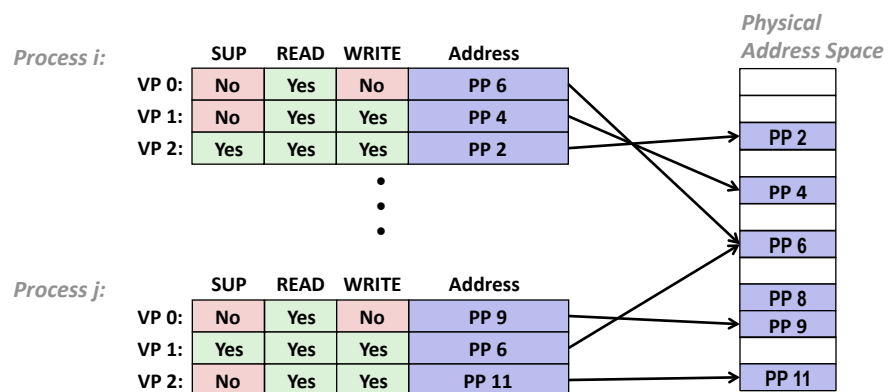 Process i:
SUP READ WRITE Address
VP 0: No Yes No PP 6
VP 1: No Yes Yes PP 4
VP 2: Yes Yes Yes PP 2
Process j:
SUP READ WRITE Address
VP 0: No Yes No PP 9
VP 1: Yes Yes Yes PP 6
VP 2: No Yes Yes PP 11
Physical
Address Space
PP 2
PP 4
PP 6
PP 8
PP 9
PP 11